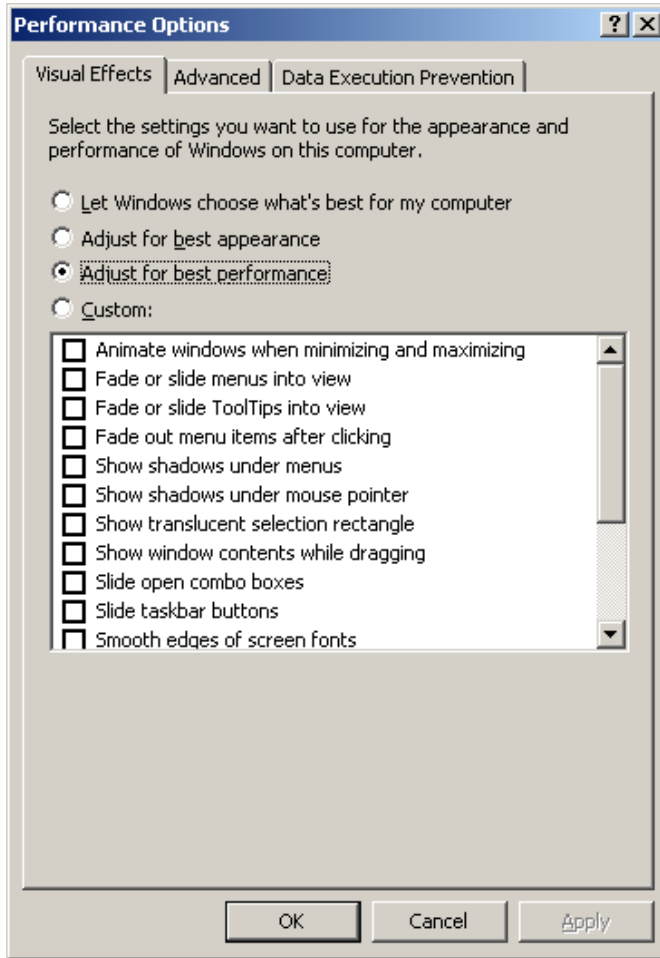 Performance Options
Visual Effects
Advanced
Data Execution Prevention
Select the settings you want to use for the appearance and
performance of Windows on this computer.
Let Windows choose what's best for my computer
Adjust for best appearance
Adjust for best performance
Custom:
Animate windows when minimizing and maximizing
Fade or slide menus into view
Fade or slide ToolTips into view
Fade out menu items after clicking
Show shadows under menus
Show shadows under mouse pointer
Show translucent selection rectangle
Show window contents while dragging
Slide open combo boxes
Slide taskbar buttons
Smooth edges of screen fonts
OK
Cancel
Apply